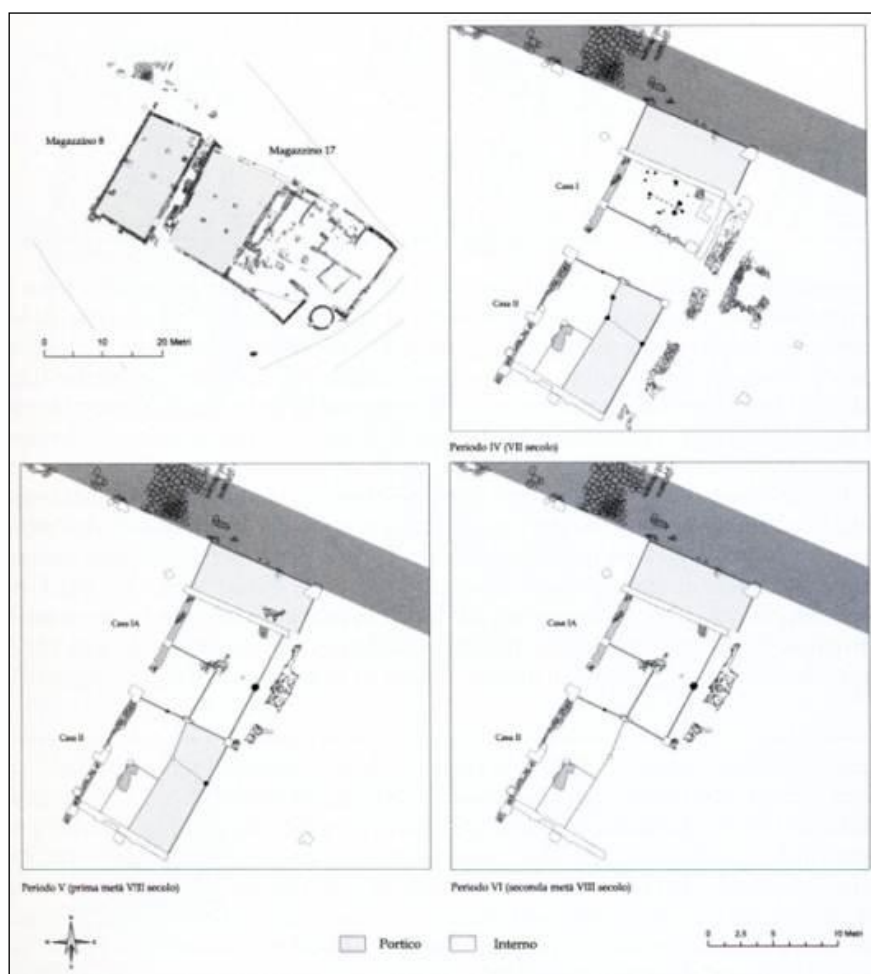 Magazzino 8
Magazzino 17
0 10 20 Metri
Casa I
Casa II
Periodo IV (VII secolo)
Casa IA
Casa II
Periodo V (prima metà VIII secolo)
Casa IA
Casa II
Periodo VI (seconda metà VIII secolo)
Portico
Interno
0 2,5 5 10 Metri